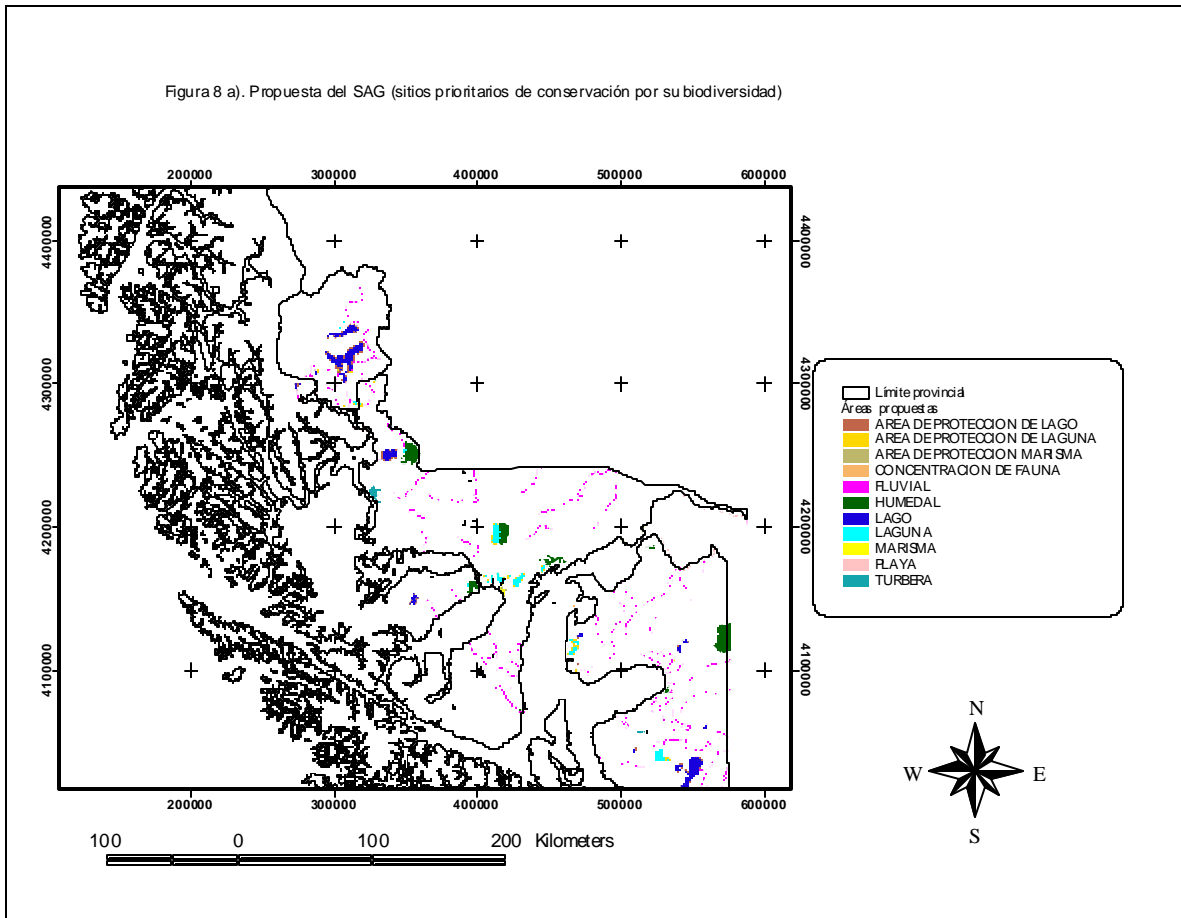 Figura 8 a). Propuesta del SAG (sitios prioritarios de conservación por su biodiversidad)
200000 300000 400000 500000 600000
4400000 4400000
4300000 4300000
4200000 4200000
4100000 4100000
200000 300000 400000 500000 600000
Límite provincial
Áreas propuestas
AREA DE PROTECCION DE LAGO
AREA DE PROTECCION DE LAGUNA
AREA DE PROTECCION MARISMA
CONCENTRACION DE FAUNA
FLUVIAL
HUMEDAL
LAGO
LAGUNA
MARISMA
PLAYA
TURBERA
N
W E
S
100 0 100 200 Kilometers